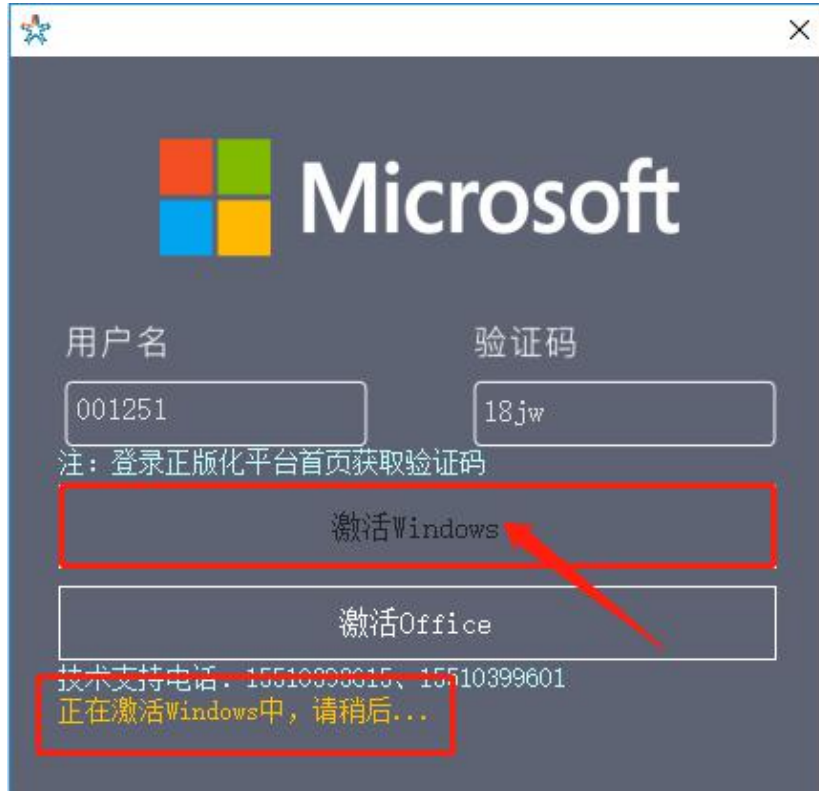 Microsoft
用户名 验证码
001251 18jw
注：登录正版化平台首页获取验证码
激活Windows
激活Office
技术支持电话：15510398615、15510399601
正在激活Windows中，请稍后...